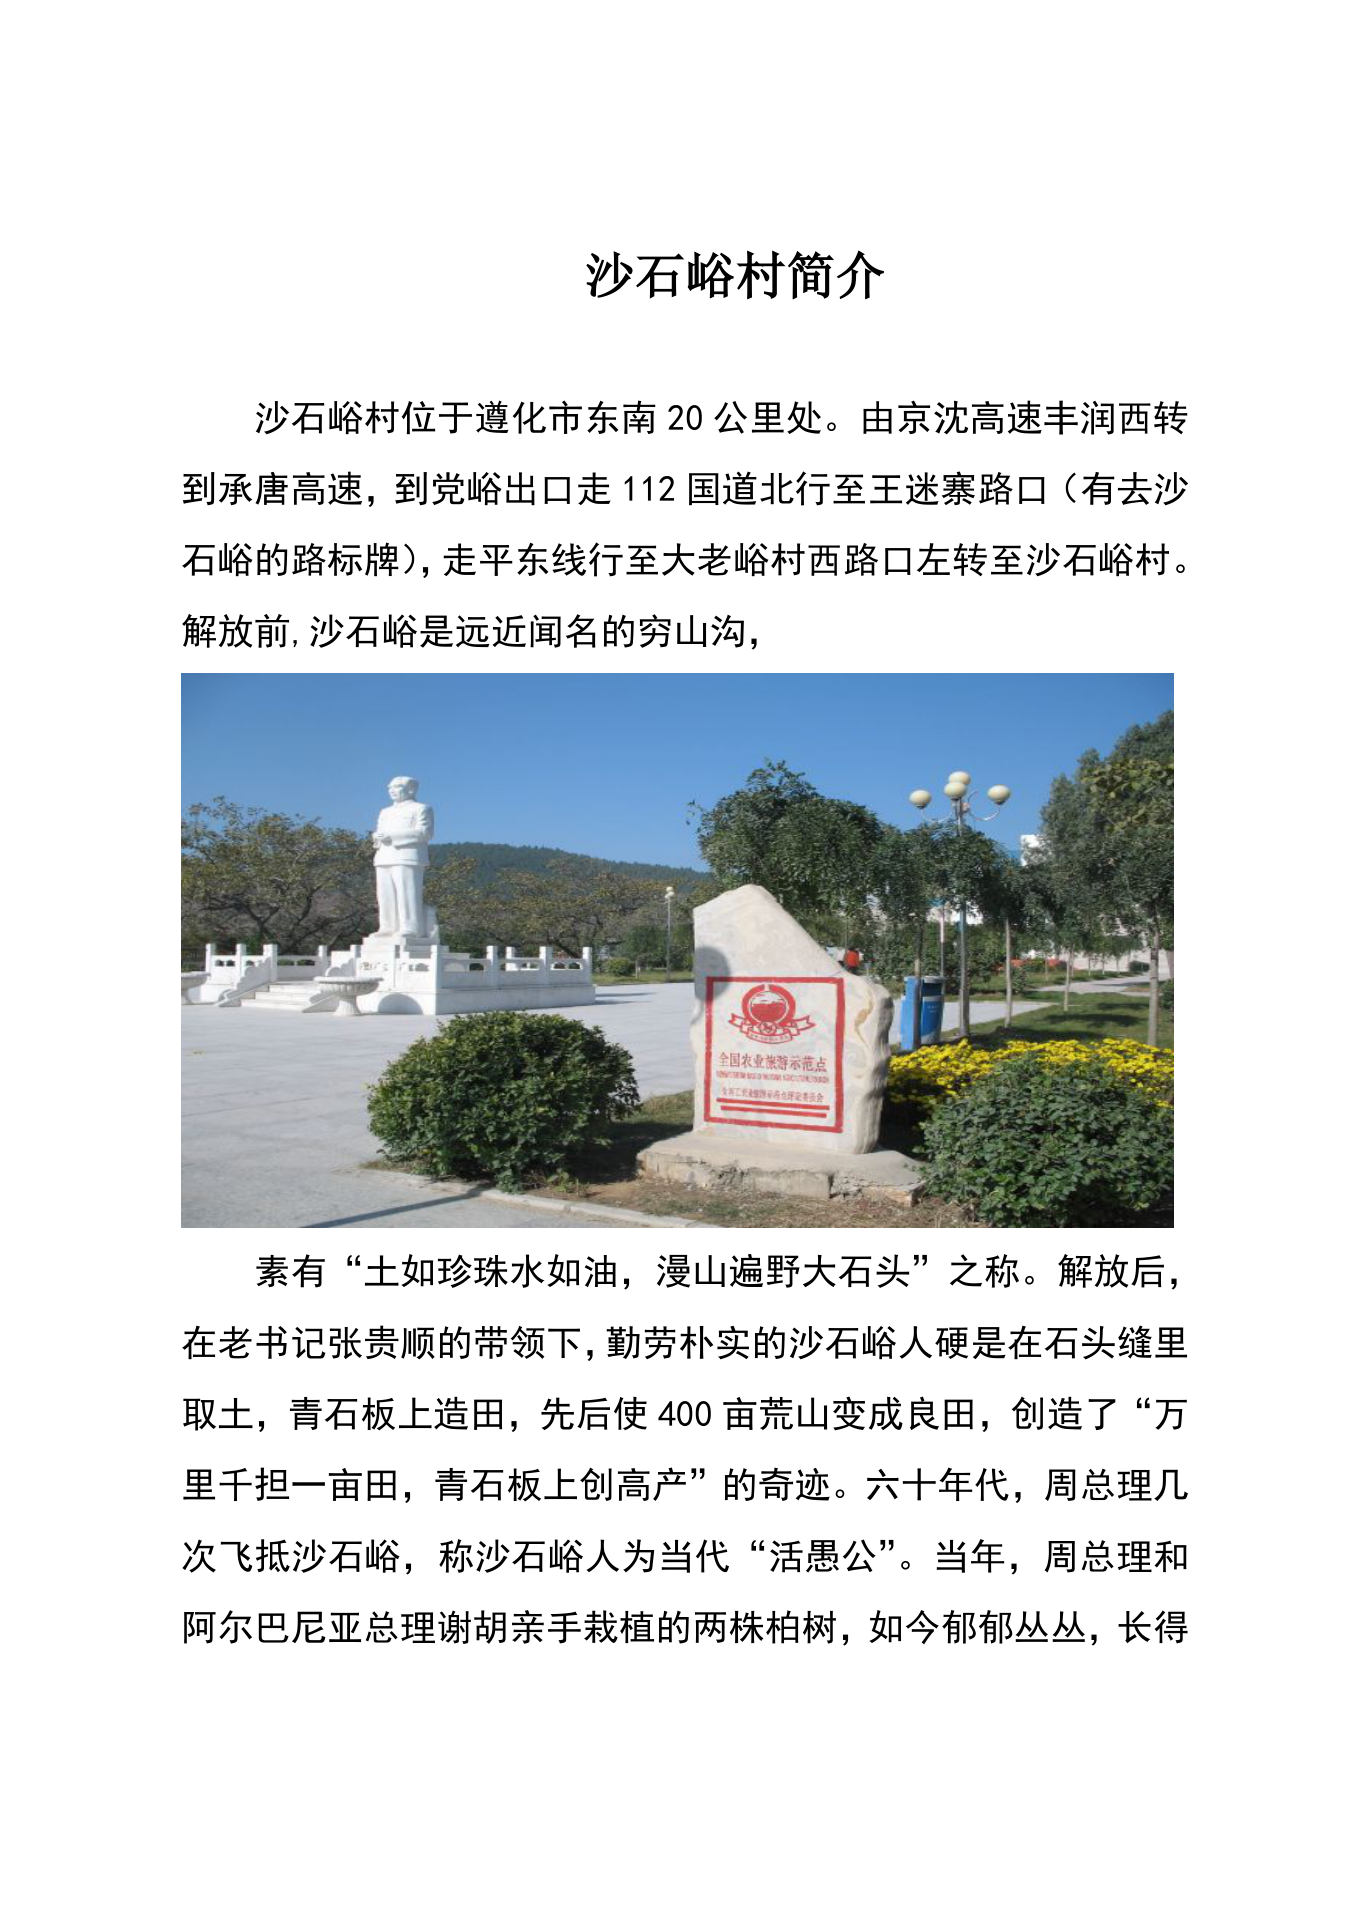 沙石峪村简介
沙石峪村位于遵化市东南 20 公里处。由京沈高速丰润西转
到承唐高速，到党峪出口走 112 国道北行至王迷寨路口（有去沙
石峪的路标牌），走平东线行至大老峪村西路口左转至沙石峪村。
解放前,沙石峪是远近闻名的穷山沟，
全国农业旅游示范点
素有“土如珍珠水如油，漫山遍野大石头”之称。解放后，
在老书记张贵顺的带领下，勤劳朴实的沙石峪人硬是在石头缝里
取土，青石板上造田，先后使 400 亩荒山变成良田，创造了“万
里千担一亩田，青石板上创高产”的奇迹。六十年代，周总理几
次飞抵沙石峪，称沙石峪人为当代“活愚公”。当年，周总理和
阿尔巴尼亚总理谢胡亲手栽植的两株柏树，如今郁郁丛丛，长得